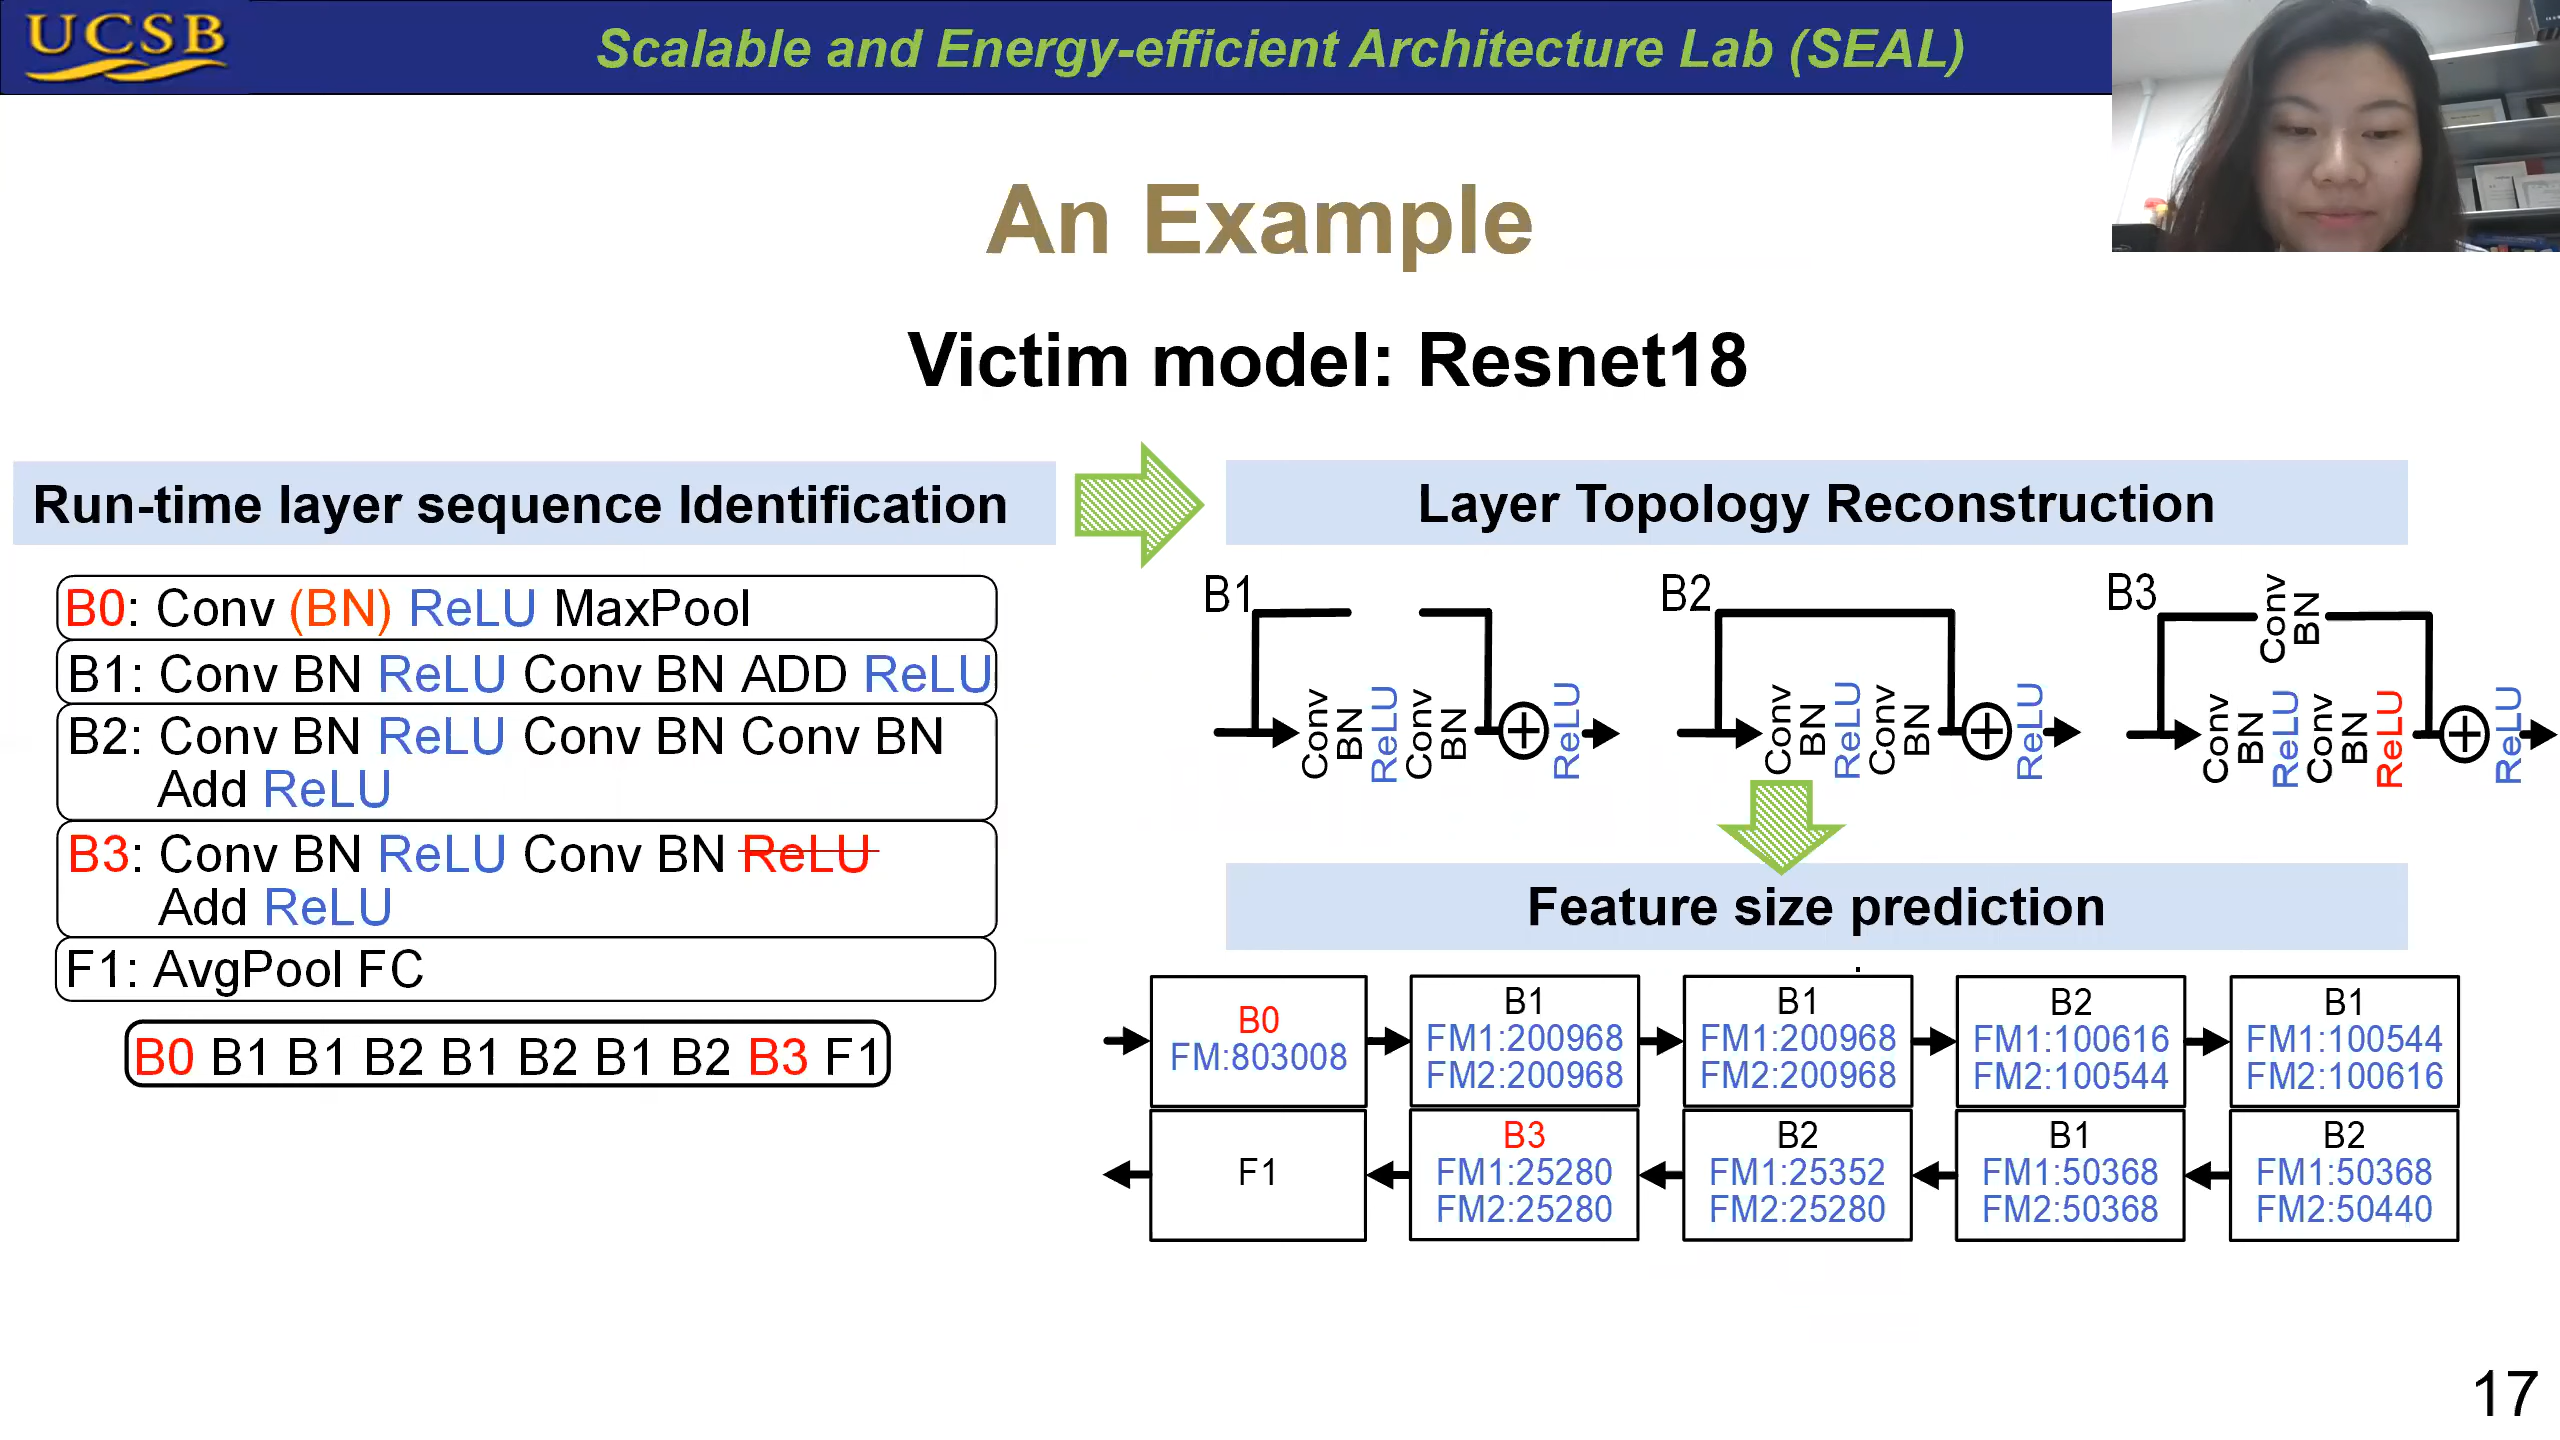 UCSB
Scalable and Energy-efficient Architecture Lab (SEAL)
An Example
Victim model: Resnet18
Run-time layer sequence Identification
B0: Conv (BN) ReLU MaxPool
B1: Conv BN ReLU Conv BN ADD ReLU
B2: Conv BN ReLU Conv BN Conv BN
Add ReLU
B3: Conv BN ReLU Conv BN ReLU
Add ReLU
F1: AvgPool FC
B0 B1 B1 B2 B1 B2 B1 B2 B3 F1
Layer Topology Reconstruction
B1
Conv
BN
ReLU
Conv
BN
ReLU
B2
Conv
BN
ReLU
Conv
BN
ReLU
B3
Conv
BN
Conv
BN
ReLU
Conv
BN
ReLU
ReLU
Feature size prediction
B0
FM:803008
B1
FM1:200968
FM2:200968
B1
FM1:200968
FM2:200968
B2
FM1:100616
FM2:100544
B1
FM1:100544
FM2:100616
F1
B3
FM1:25280
FM2:25280
B2
FM1:25352
FM2:25280
B1
FM1:50368
FM2:50368
B2
FM1:50368
FM2:50440
17